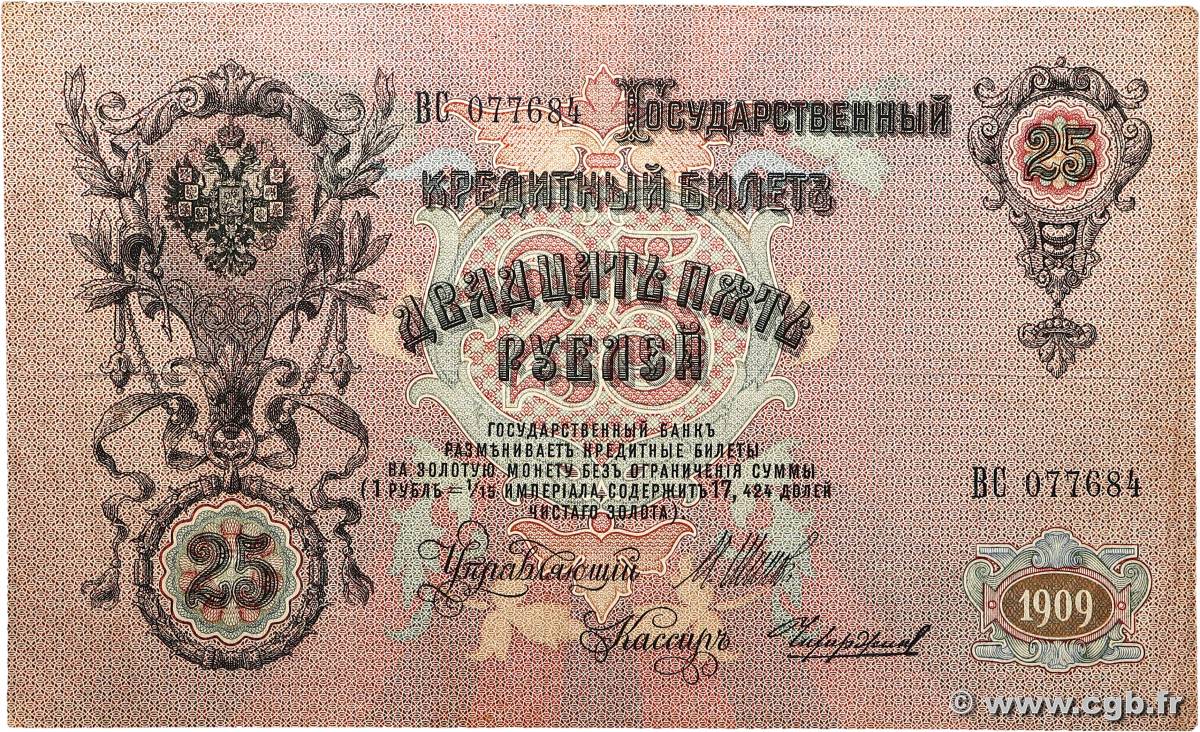 ВС 077684 ГОСУДАРСТВЕННЫЙ
КРЕДИТНЫЙ БИЛЕТЪ
25
25
ДВАДЦАТЬ ПЯТЬ
РУБЛЕЙ
ГОСУДАРСТВЕННЫЙ БАНКЪ
РАЗМѢНИВАЕТЪ КРЕДИТНЫЕ БИЛЕТЫ
НА ЗОЛОТУЮ МОНЕТУ БЕЗЪ ОГРАНИЧЕНІЯ СУММЫ
(1 РУБЛЬ = 1/15 ИМПЕРІАЛА, СОДЕРЖИТЪ 17,424 ДОЛЕЙ
ЧИСТАГО ЗОЛОТА).
ВС 077684
25
Управляющій
Кассиръ
1909
© www.cgb.fr